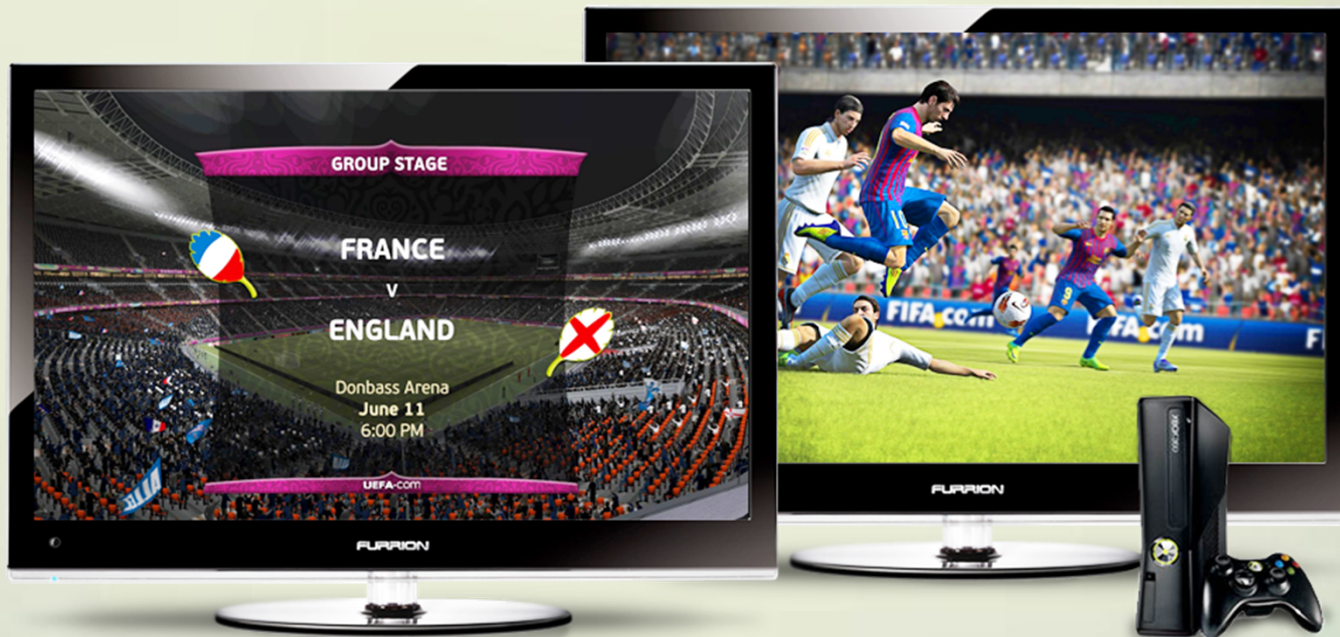 GROUP STAGE
FRANCE
V
ENGLAND
Donbass Arena
June 11
6:00 PM
UEFA.com
FURRION
FIFA.com
FIFA.com
FURRION
XBOX 360